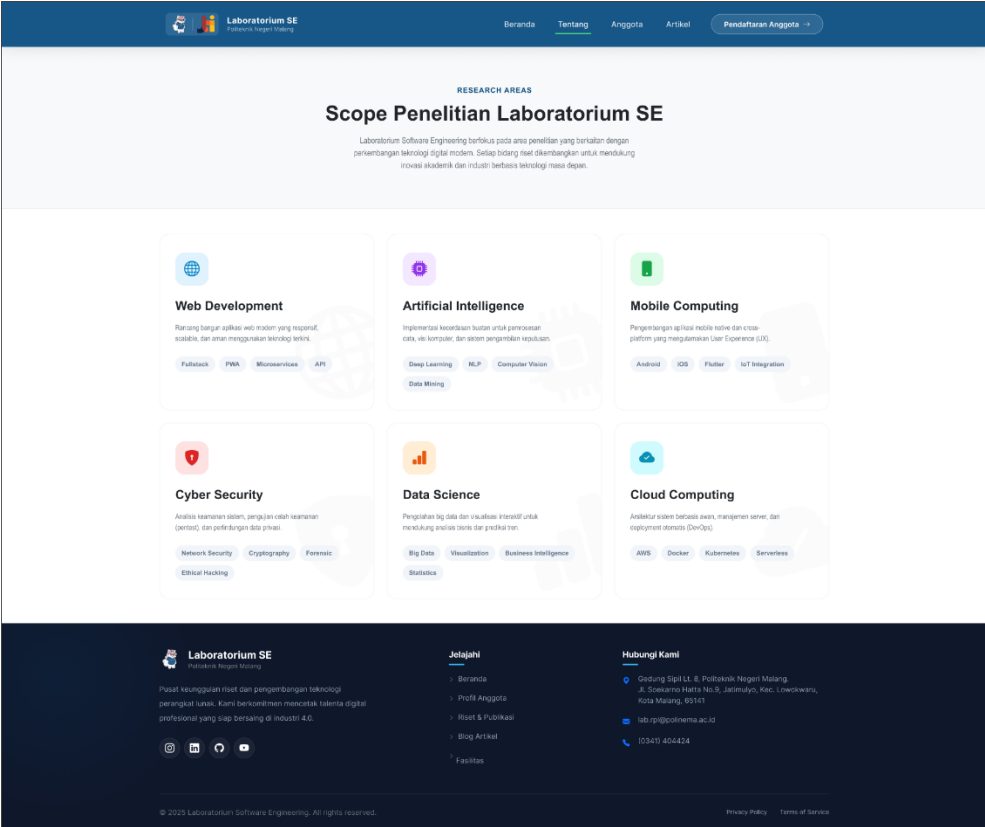 Laboratorium SE
Politeknik Negeri Malang
Beranda
Tentang
Anggota
Artikel
Pendaftaran Anggota →
RESEARCH AREAS
Scope Penelitian Laboratorium SE
Laboratorium Software Engineering berfokus pada area penelitian yang berkaitan dengan
perkembangan teknologi digital modern. Setiap bidang riset dikembangkan untuk mendukung
inovasi akademik dan industri berbasis teknologi masa depan.
Web Development
Rancang bangun aplikasi web modern yang responsif,
scalable, dan aman menggunakan teknologi terkini.
Fullstack
PWA
Microservices
API
Artificial Intelligence
Implementasi kecerdasan buatan untuk pemrosesan
data, visi komputer, dan sistem pengambilan keputusan.
Deep Learning
NLP
Computer Vision
Data Mining
Mobile Computing
Pengembangan aplikasi mobile native dan cross-
platform yang mengutamakan User Experience (UX).
Android
iOS
Flutter
IoT Integration
Cyber Security
Analisis keamanan sistem, pengujian celah keamanan
(pentest), dan perlindungan data privasi.
Network Security
Cryptography
Forensic
Ethical Hacking
Data Science
Pengolahan big data dan visualisasi interaktif untuk
mendukung analisis bisnis dan prediksi tren.
Big Data
Visualization
Business Intelligence
Statistics
Cloud Computing
Arsitektur sistem berbasis awan, manajemen server, dan
deployment otomatis (DevOps).
AWS
Docker
Kubernetes
Serverless
Laboratorium SE
Politeknik Negeri Malang
Pusat keunggulan riset dan pengembangan teknologi
perangkat lunak. Kami berkomitmen mencetak talenta digital
profesional yang siap bersaing di industri 4.0.
Jelajahi
Beranda
Profil Anggota
Riset & Publikasi
Blog Artikel
Fasilitas
Hubungi Kami
Gedung Sipil Lt. 8, Politeknik Negeri Malang.
Jl. Soekarno Hatta No.9, Jatimulyo, Kec. Lowokwaru,
Kota Malang, 65141
lab.rpl@polinema.ac.id
(0341) 404424
© 2025 Laboratorium Software Engineering. All rights reserved.
Privacy Policy
Terms of Service